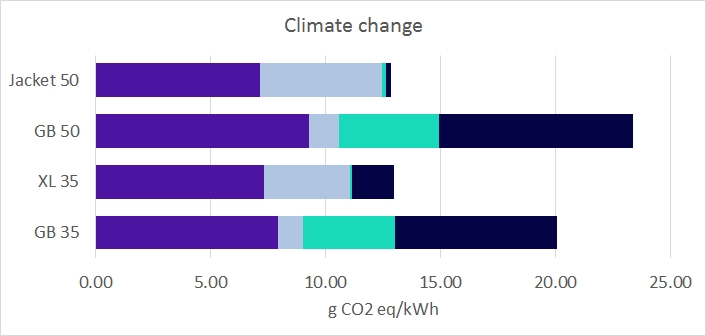 Climate change
Jacket 50
GB 50
XL 35
GB 35
0.00 5.00 10.00 15.00 20.00 25.00
g CO2 eq/kWh